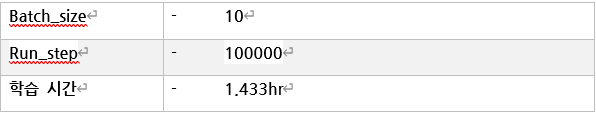 Batch_size - 10
Run_step - 100000
학습 시간 - 1.433hr